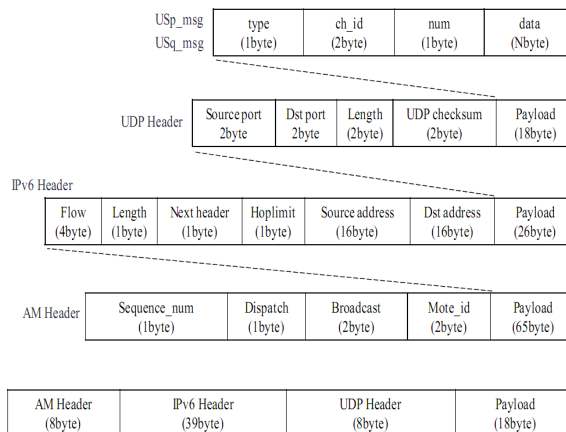 USp_msg
USq_msg
type
(1byte)
ch_id
(2byte)
num
(1byte)
data
(Nbyte)
UDP Header
Source port
2byte
Dst port
2byte
Length
(2byte)
UDP checksum
(2byte)
Payload
(18byte)
IPv6 Header
Flow
(4byte)
Length
(1byte)
Next header
(1byte)
Hoplimit
(1byte)
Source address
(16byte)
Dst address
(16byte)
Payload
(26byte)
AM Header
Sequence_num
(1byte)
Dispatch
(1byte)
Broadcast
(2byte)
Mote_id
(2byte)
Payload
(65byte)
AM Header
(8byte)
IPv6 Header
(39byte)
UDP Header
(8byte)
Payload
(18byte)